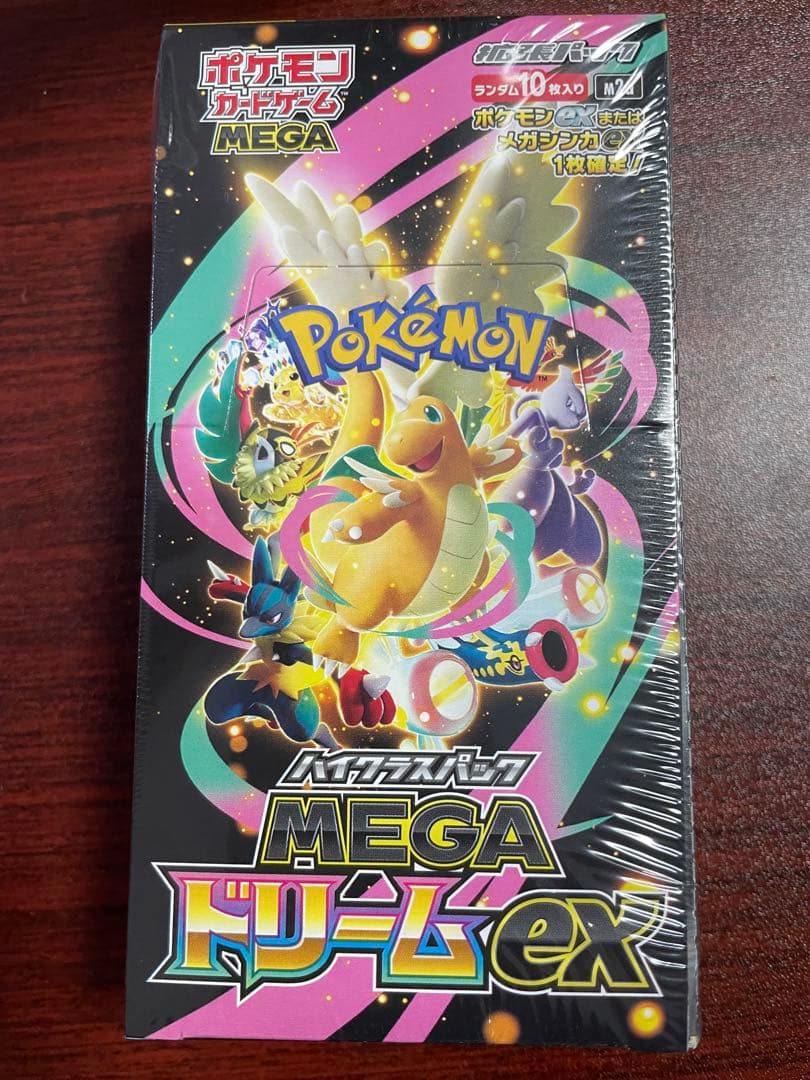 ポケモン
カードゲーム
MEGA
拡張パック
ランダム10枚入り
ポケモンexまたは
メガシンカex
1枚確定!
POKéMON
TM
ハイクラスパック
MEGA
ドリームex